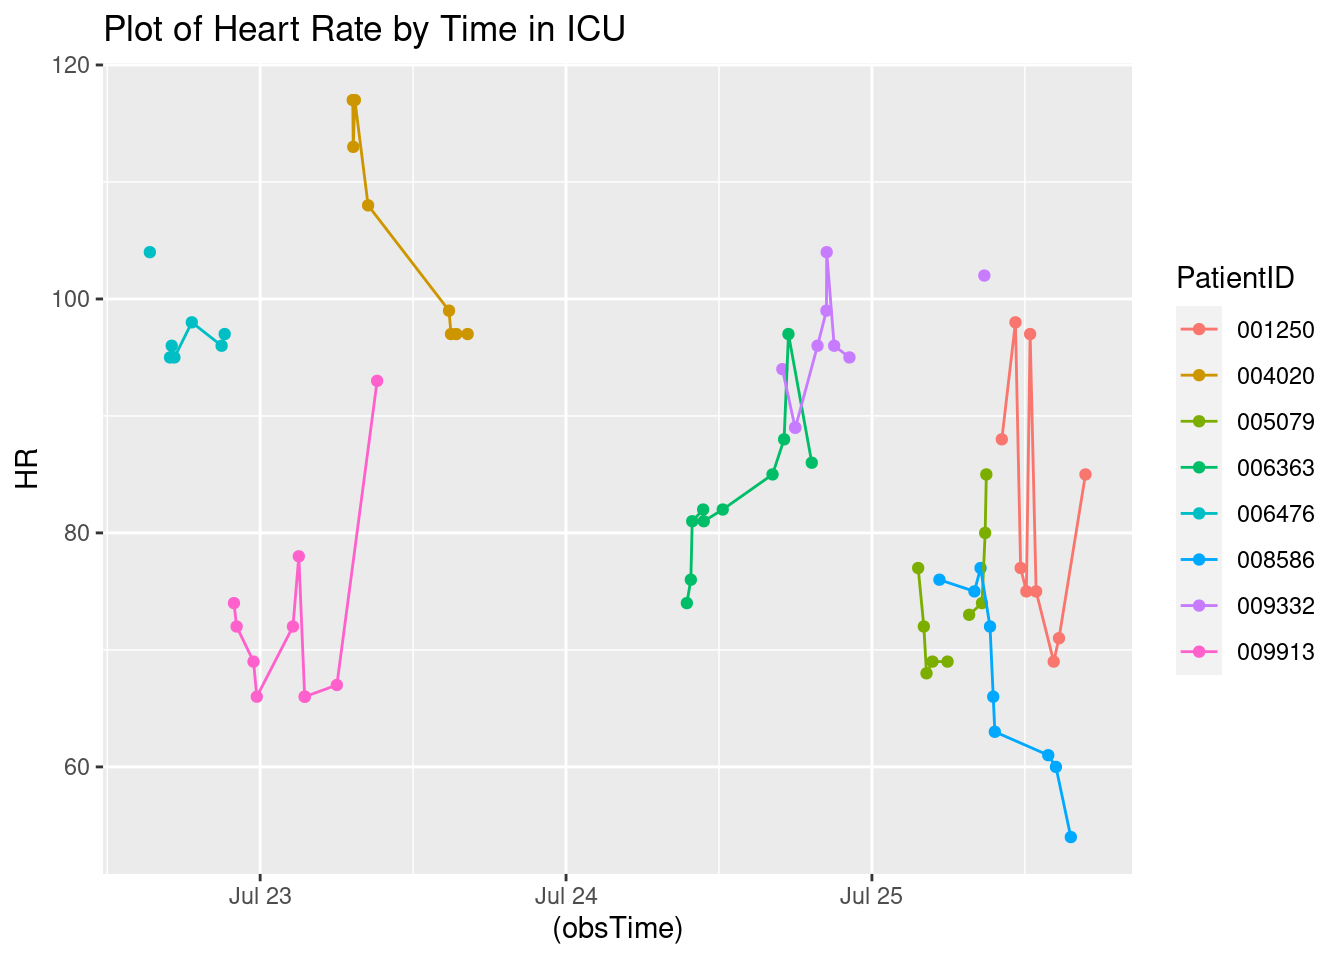 Plot of Heart Rate by Time in ICU
120
100
80
60
HR
Jul 23
Jul 24
Jul 25
(obsTime)
PatientID
001250
004020
005079
006363
006476
008586
009332
009913